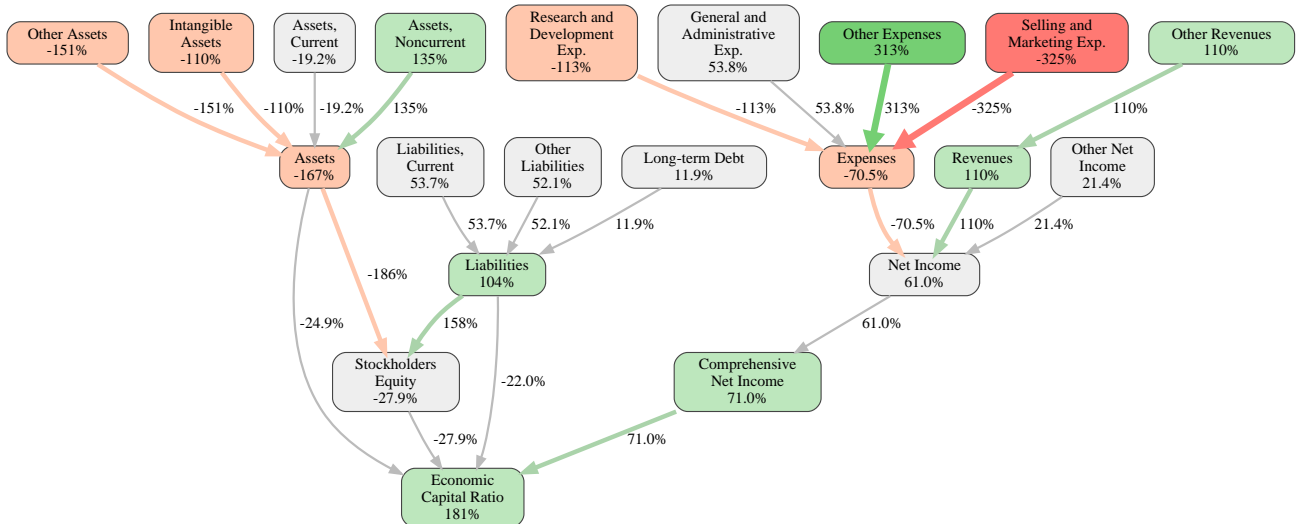 Other Assets
-151%
Intangible
Assets
-110%
Assets,
Current
-19.2%
Assets,
Noncurrent
135%
Research and
Development
Exp.
-113%
General and
Administrative
Exp.
53.8%
Other Expenses
313%
Selling and
Marketing Exp.
-325%
Other Revenues
110%
-151%
-110%
-19.2%
135%
-113%
53.8%
313%
-325%
110%
Assets
-167%
Liabilities,
Current
53.7%
Other
Liabilities
52.1%
Long-term Debt
11.9%
Expenses
-70.5%
Revenues
110%
Other Net
Income
21.4%
53.7%
52.1%
11.9%
-70.5%
110%
21.4%
-186%
Liabilities
104%
Net Income
61.0%
-24.9%
158%
61.0%
Stockholders
Equity
-27.9%
-22.0%
Comprehensive
Net Income
71.0%
-27.9%
71.0%
Economic
Capital Ratio
181%